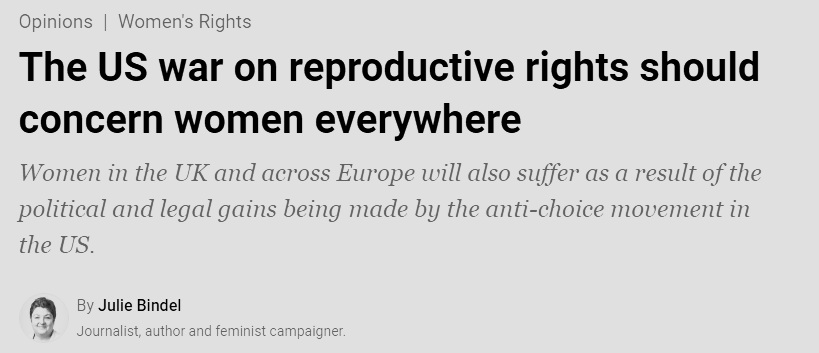 Opinions | Women's Rights
The US war on reproductive rights should
concern women everywhere
Women in the UK and across Europe will also suffer as a result of the
political and legal gains being made by the anti-choice movement in
the US.
By Julie Bindel
Journalist, author and feminist campaigner.